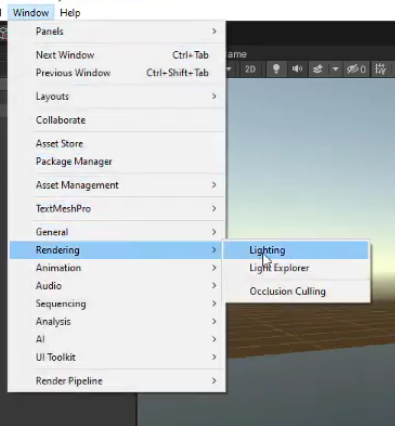 Window Help
Panels
Next Window Ctrl+Tab
Previous Window Ctrl+Shift+Tab
Layouts
Collaborate
Asset Store
Package Manager
Asset Management
TextMeshPro
General
Rendering
Animation
Audio
Sequencing
Analysis
AI
UI Toolkit
Render Pipeline
Lighting
Light Explorer
Occlusion Culling
ame
2D
0